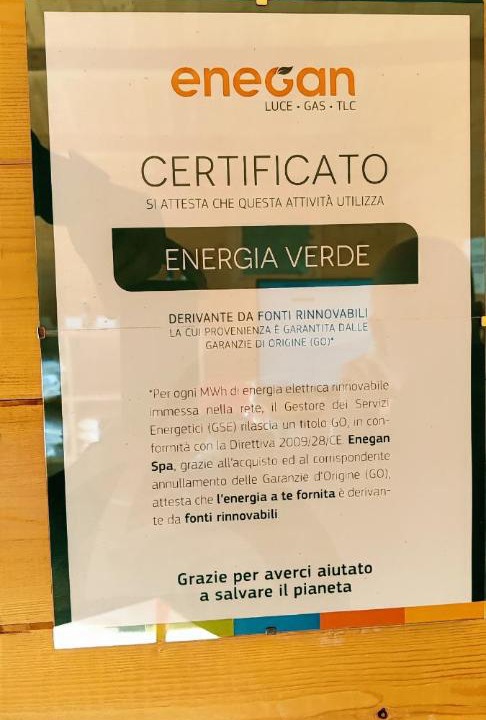 enegan
LUCE • GAS • TLC
CERTIFICATO
SI ATTESTA CHE QUESTA ATTIVITÀ UTILIZZA
ENERGIA VERDE
DERIVANTE DA FONTI RINNOVABILI
LA CUI PROVENIENZA È GARANTITA DALLE
GARANZIE DI ORIGINE (GO)*
*Per ogni MWh di energia elettrica rinnovabile
immessa nella rete, il Gestore dei Servizi
Energetici (GSE) rilascia un titolo GO, in con-
formità con la Direttiva 2009/28/CE. Enegan
Spa, grazie all'acquisto ed al corrispondente
annullamento delle Garanzie d'Origine (GO),
attesta che l'energia a te fornita è derivan-
te da fonti rinnovabili
Grazie per averci aiutato
a salvare il pianeta